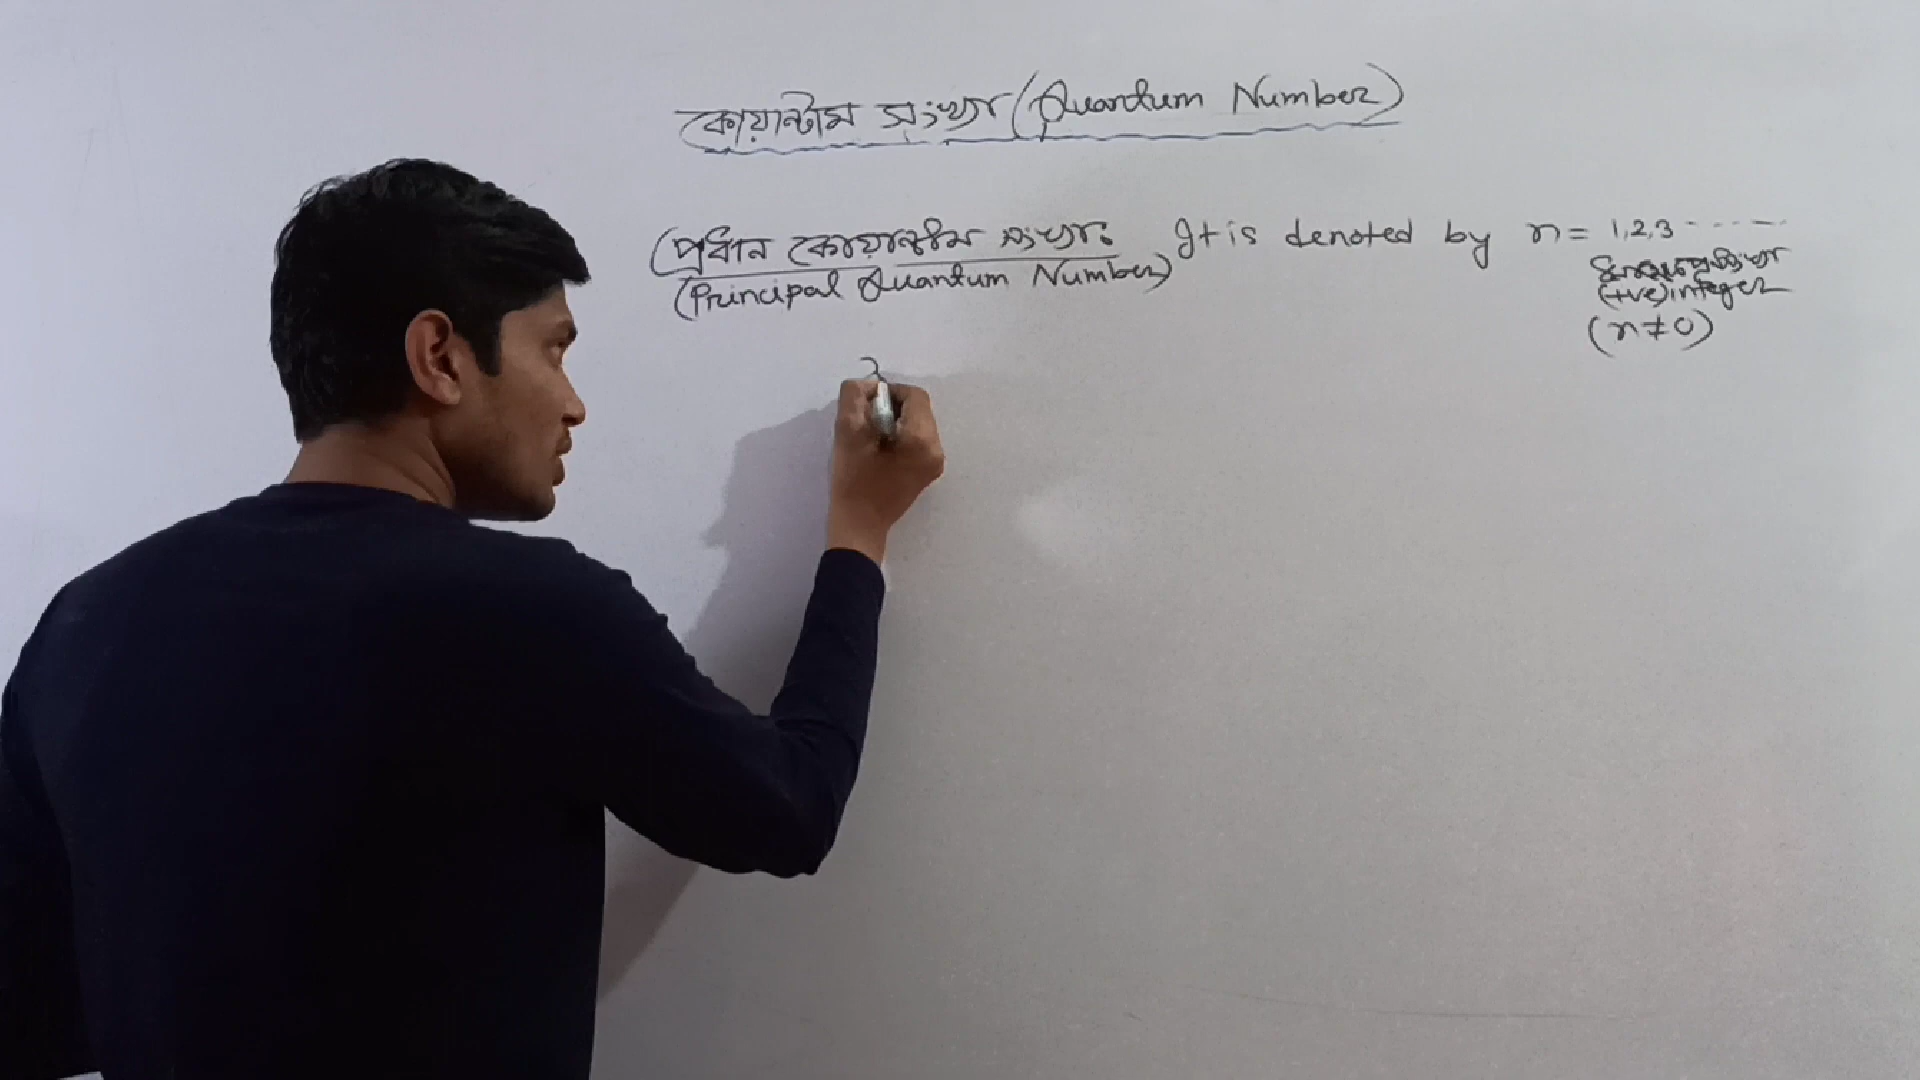 কোয়ান্টাম সংখ্যা (Quantum Number)
(প্রধান কোয়ান্টাম সংখ্যাঃ It is denoted by n = 1,2,3 ------
(Principal Quantum Number)
(+ve) integer
(n ≠ 0)